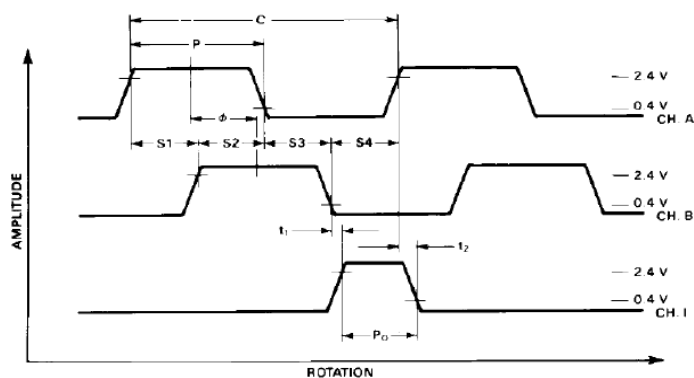 C
P
2.4 V
0.4 V
CH. A
ϕ
S1 S2 S3 S4
2.4 V
0.4 V
CH. B
AMPLITUDE
t₁
t₂
2.4 V
0.4 V
CH. I
P₀
ROTATION